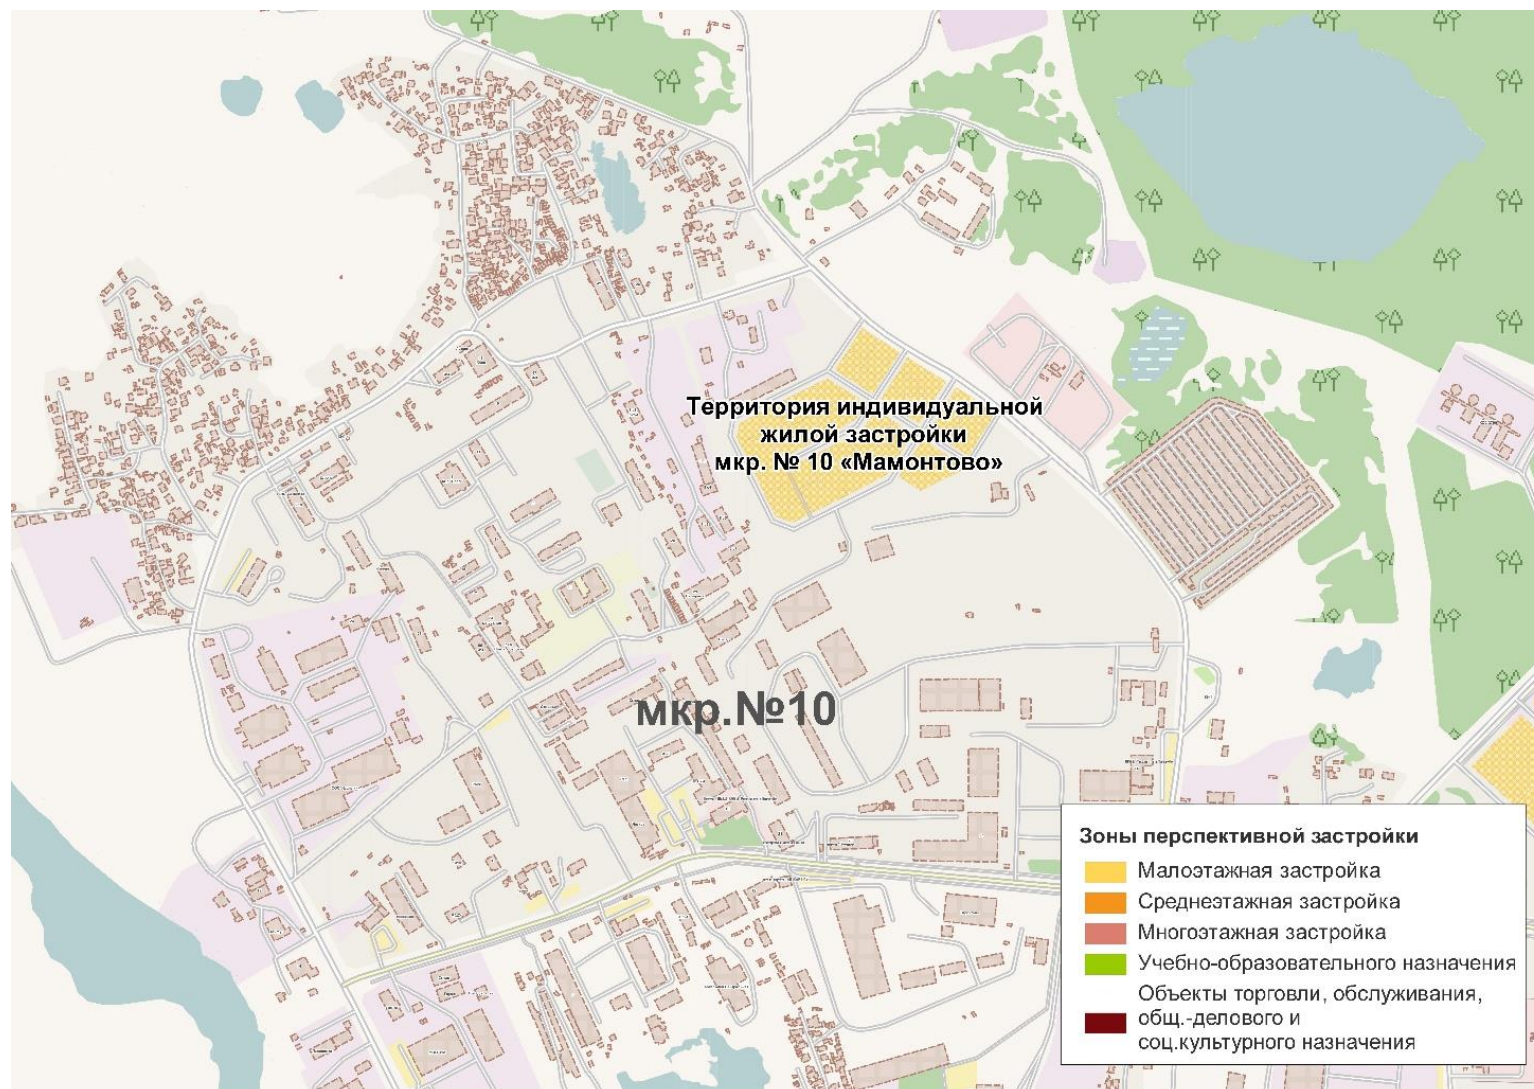 Территория индивидуальной
жилой застройки
мкр. № 10 «Мамонтово»
мкр.№10
Зоны перспективной застройки
Малоэтажная застройка
Среднеэтажная застройка
Многоэтажная застройка
Учебно-образовательного назначения
Объекты торговли, обслуживания,
общ.-делового и
соц.культурного назначения